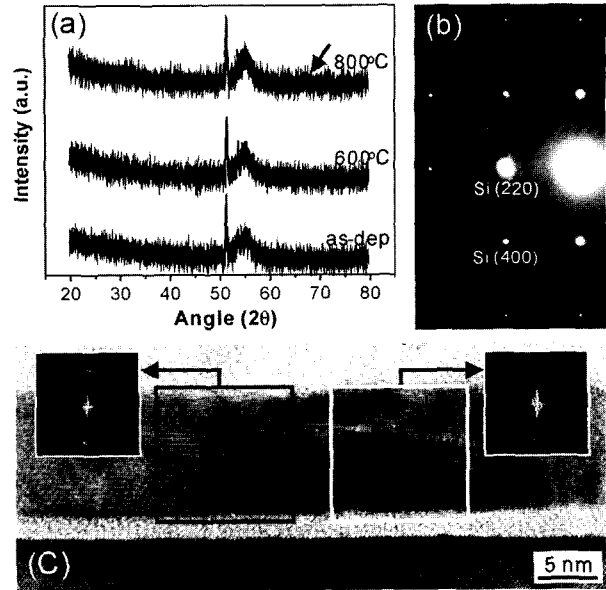 (a)
800°C
600°C
as-dep
Intensity (a.u.)
20 30 40 50 60 70 80
Angle (2θ)
(b)
Si (220)
Si (400)
(C)
5 nm